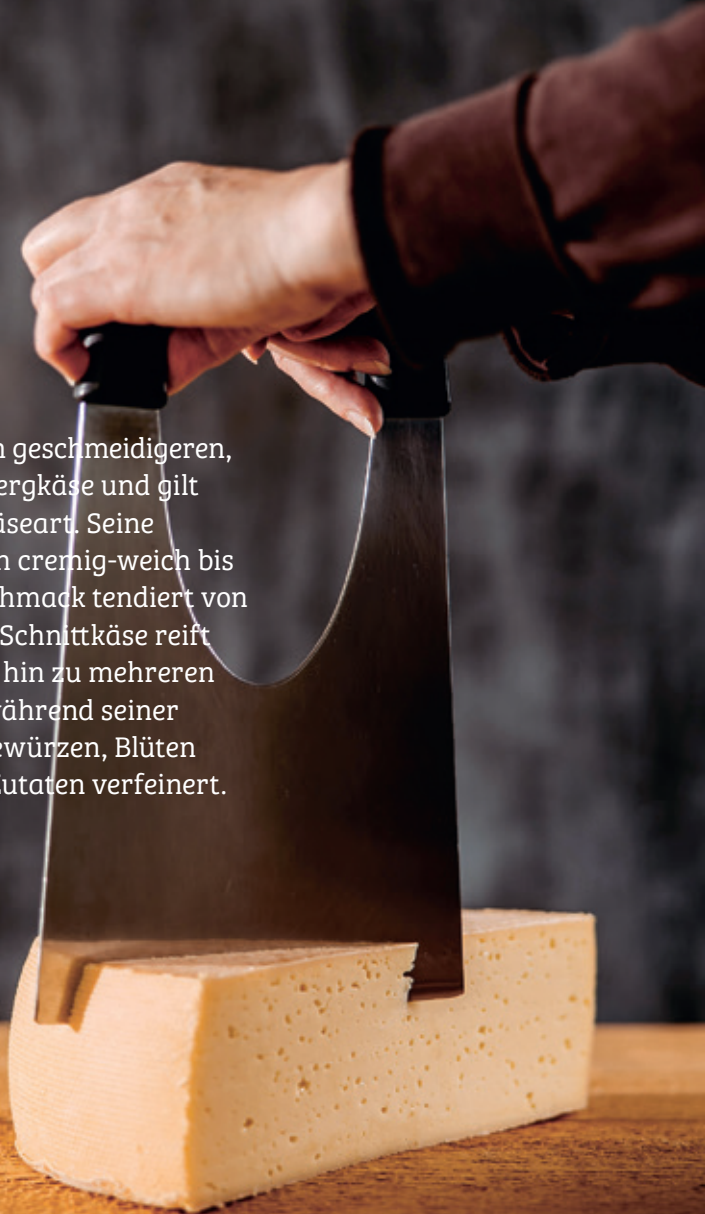 geschmeidigeren,
ergkäse und gilt
äseart. Seine
cremig-weich bis
hmack tendiert von
Schnittkäse reift
hin zu mehreren
während seiner
ewürzen, Blüten
utaten verfeinert.